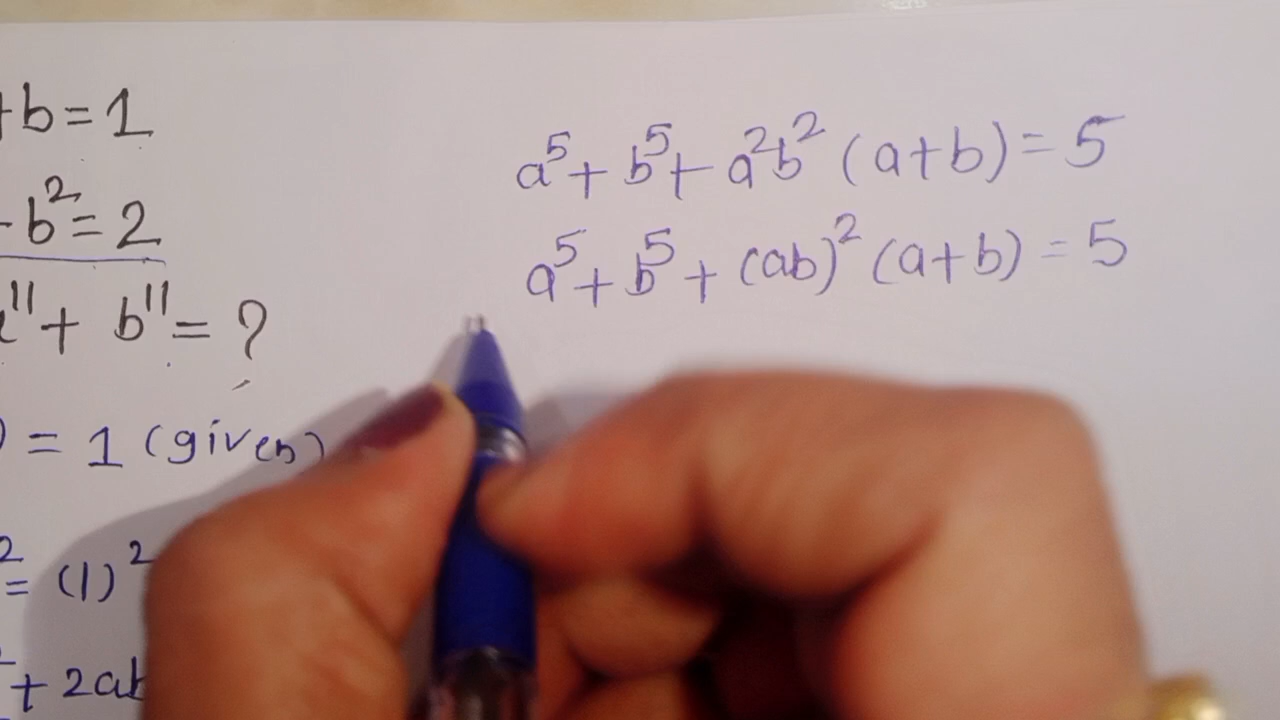 +b=1
-b²=2
a¹¹+ b¹¹= ?
) = 1 (given)
² = (1)²
+ 2ab
a⁵+ b⁵+ a²b² (a+b) = 5
a⁵+ b⁵ + (ab)² (a+b) = 5